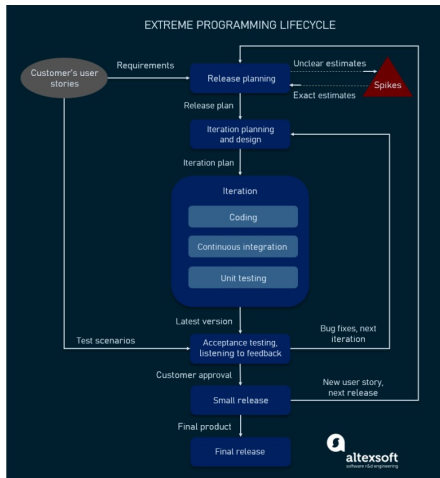 EXTREME PROGRAMMING LIFECYCLE
Customer's user
stories
Requirements
Release planning
Unclear estimates
Spikes
Exact estimates
Release plan
Iteration planning
and design
Iteration plan
Iteration
Coding
Continuous integration
Unit testing
Latest version
Test scenarios
Acceptance testing,
listening to feedback
Bug fixes, next
iteration
Customer approval
Small release
New user story,
next release
Final product
Final release
altexsoft
software r&d engineering